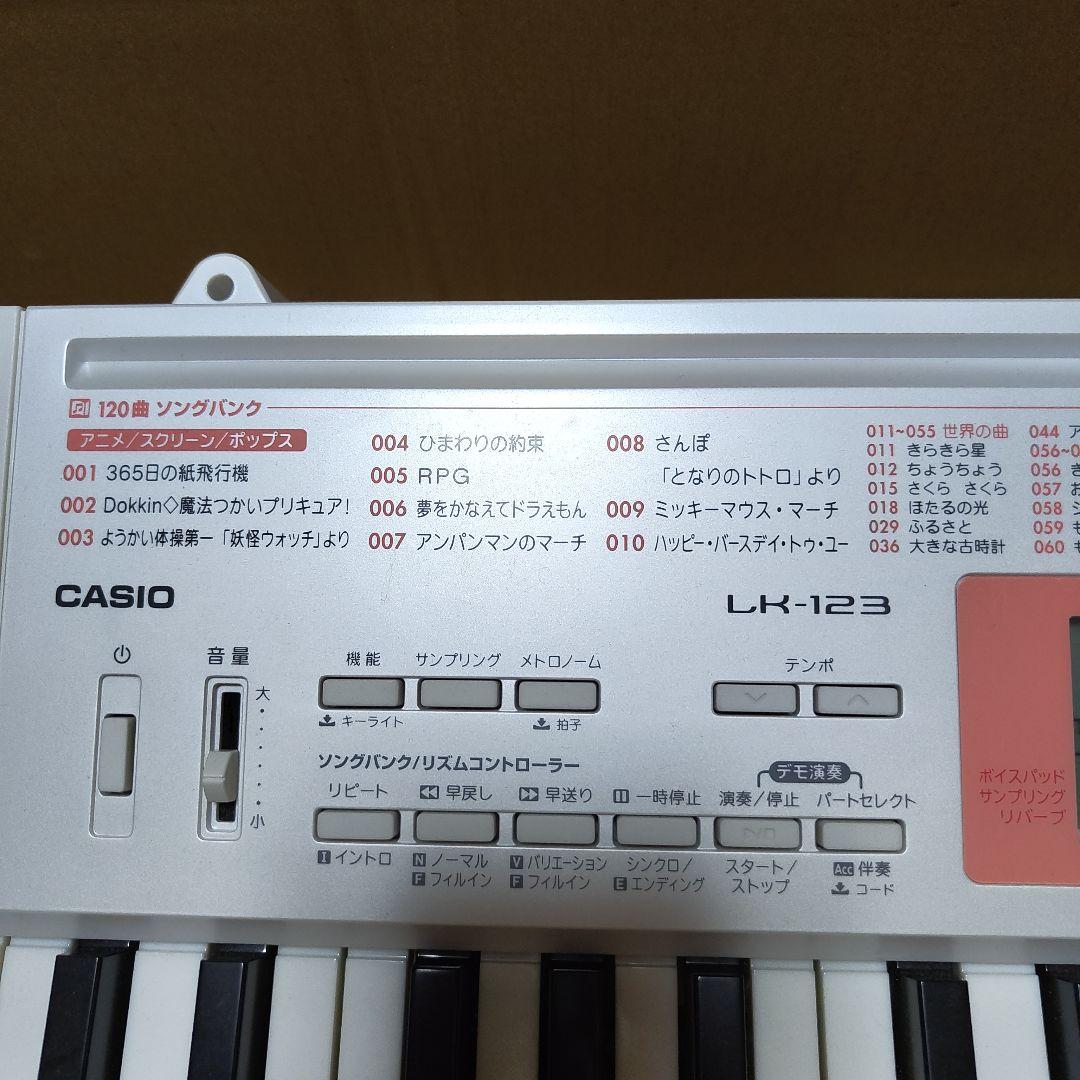 120曲 ソングバンク
アニメ/スクリーン/ポップス
001 365日の紙飛行機
002 Dokkin◇魔法つかいプリキュア!
003 ようかい体操第一「妖怪ウォッチ」より
004 ひまわりの約束
005 RPG
006 夢をかなえてドラえもん
007 アンパンマンのマーチ
008 さんぽ
「となりのトトロ」より
009 ミッキーマウス・マーチ
010 ハッピー・バースデイ・トゥ・ユー
011~055 世界の曲
011 きらきら星
012 ちょうちょう
015 さくら さくら
018 ほたるの光
029 ふるさと
036 大きな古時計
044 ア
056~0
056
057 お
058
059 も
060
CASIO
LK-123
音量
大
小
機能
サンプリング
メトロノーム
キーライト
拍子
テンポ
ソングバンク/リズムコントローラー
デモ演奏
リピート
早戻し
早送り
一時停止
演奏/停止
パートセレクト
I イントロ
N ノーマル
F フィルイン
V バリエーション
F フィルイン
シンクロ/
E エンディング
スタート/
ストップ
Acc 伴奏
コード
ボイスパッド
サンプリング
リバーブ